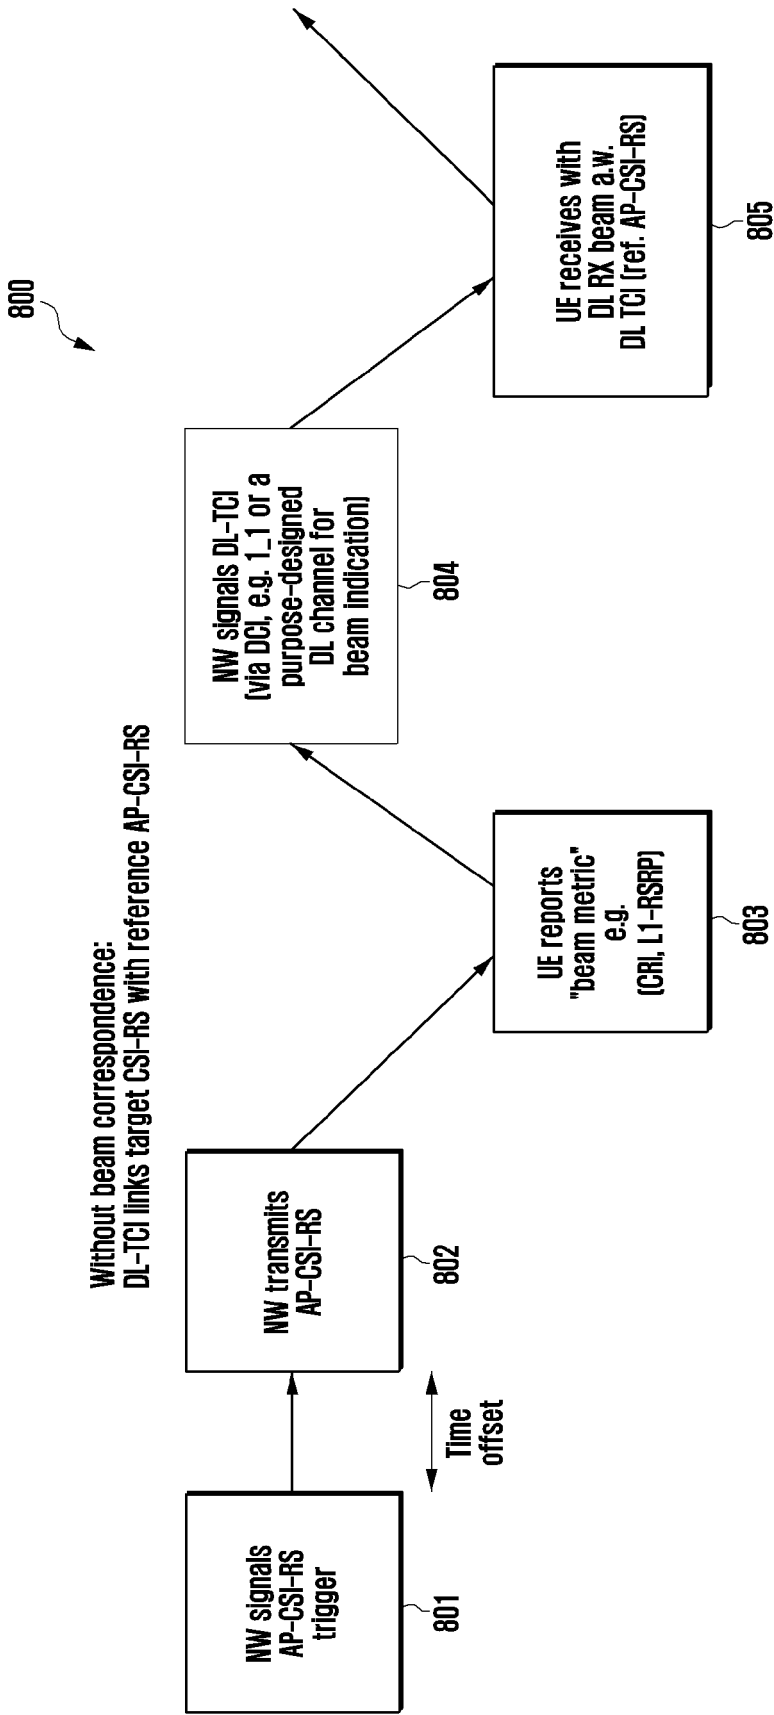 800
Without beam correspondence:
DL-TCI links target CSI-RS with reference AP-CSI-RS
NW signals
AP-CSI-RS
trigger
801
Time
offset
NW transmits
AP-CSI-RS
802
UE reports
"beam metric"
e.g.
(CRI, L1-RSRP)
803
NW signals DL-TCI
(via DCI, e.g. 1_1 or a
purpose-designed
DL channel for
beam indication)
804
UE receives with
DL RX beam a.w.
DL TCI (ref. AP-CSI-RS)
805